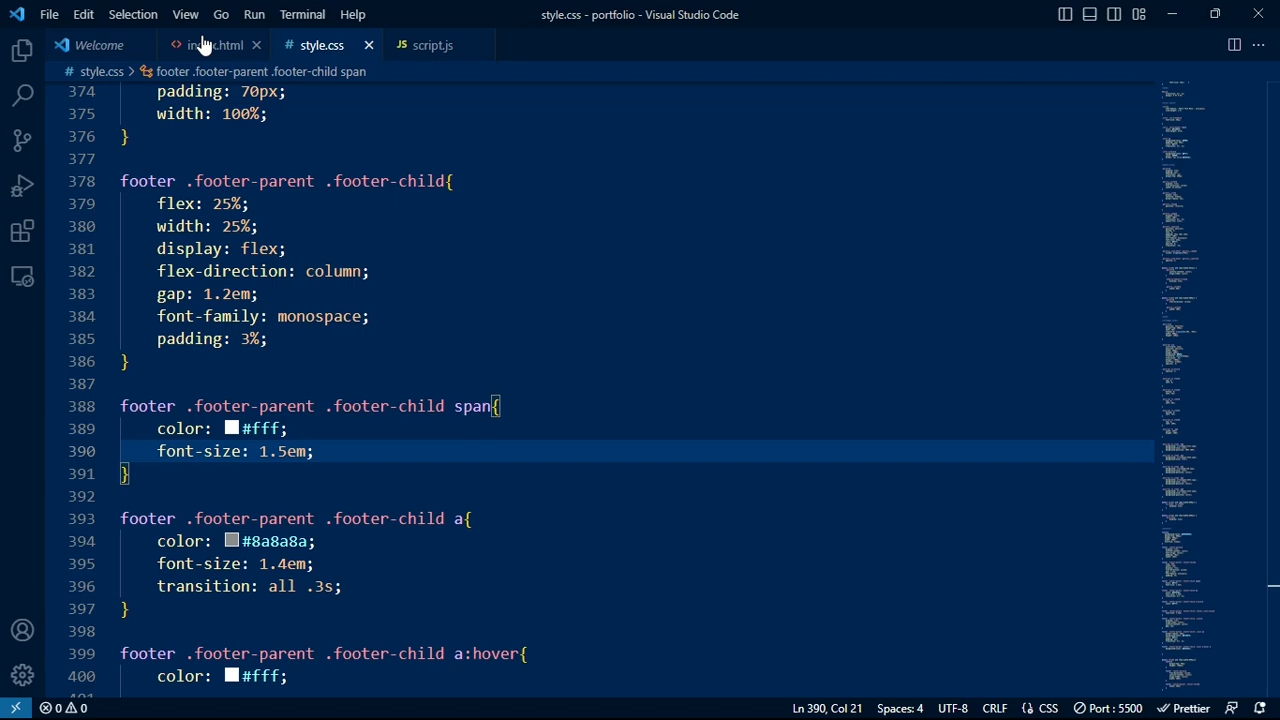 File Edit Selection View Go Run Terminal Help
style.css - portfolio - Visual Studio Code
Welcome
index.html
# style.css
JS script.js
# style.css > footer .footer-parent .footer-child span
374 padding: 70px;
375 width: 100%;
376 }
377
378 footer .footer-parent .footer-child{
379 flex: 25%;
380 width: 25%;
381 display: flex;
382 flex-direction: column;
383 gap: 1.2em;
384 font-family: monospace;
385 padding: 3%;
386 }
387
388 footer .footer-parent .footer-child span{
389 color: #fff;
390 font-size: 1.5em;
391 }
392
393 footer .footer-parent .footer-child a{
394 color: #8a8a8a;
395 font-size: 1.4em;
396 transition: all .3s;
397 }
398
399 footer .footer-parent .footer-child a:hover{
400 color: #fff;
401
0 0 Ln 390, Col 21 Spaces: 4 UTF-8 CRLF CSS Port : 5500 Prettier